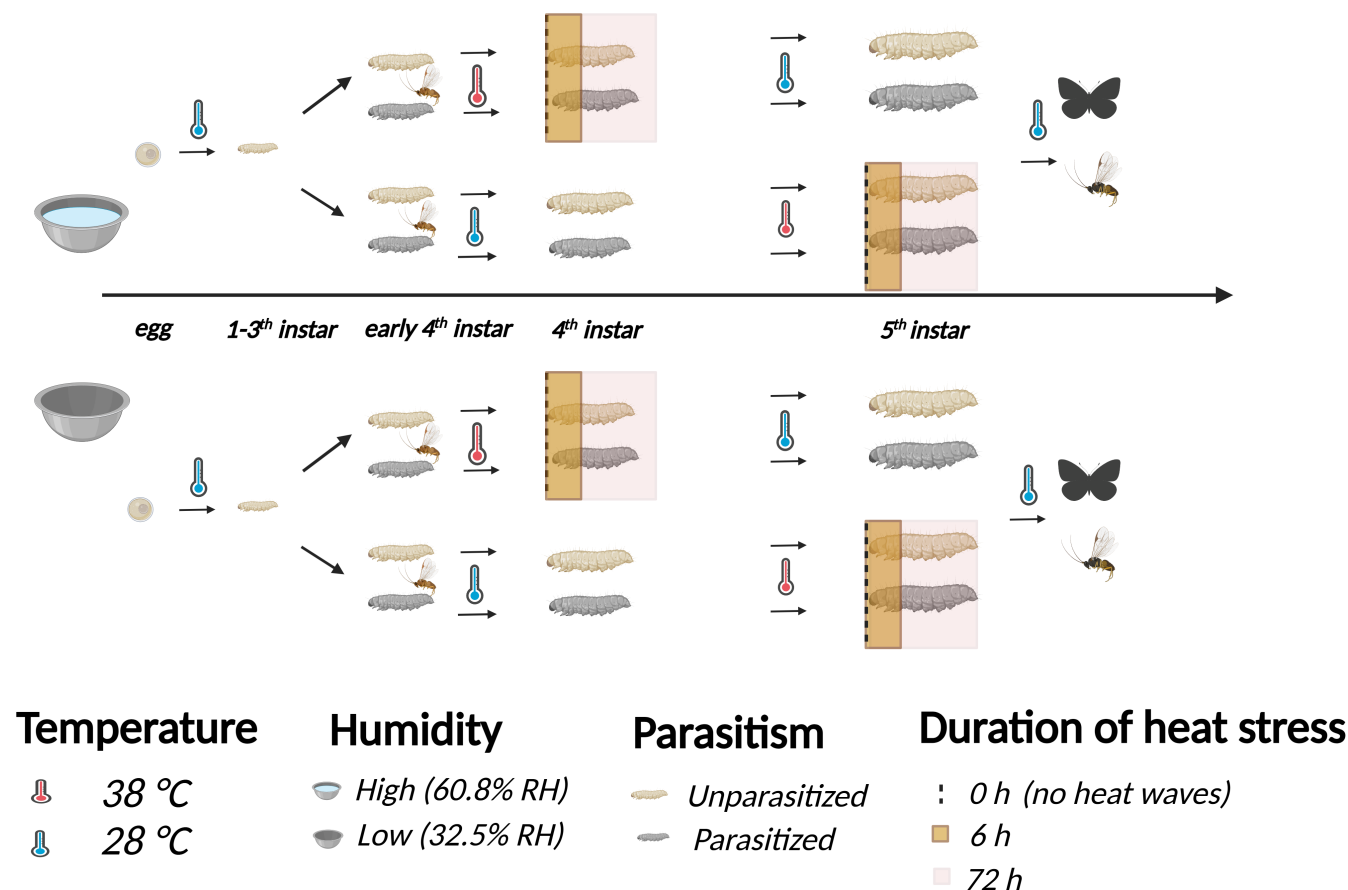 egg
1-3th instar
early 4th instar
4th instar
5th instar
Temperature
38 °C
28 °C
Humidity
High (60.8% RH)
Low (32.5% RH)
Parasitism
Unparasitized
Parasitized
Duration of heat stress
0 h (no heat waves)
6 h
72 h